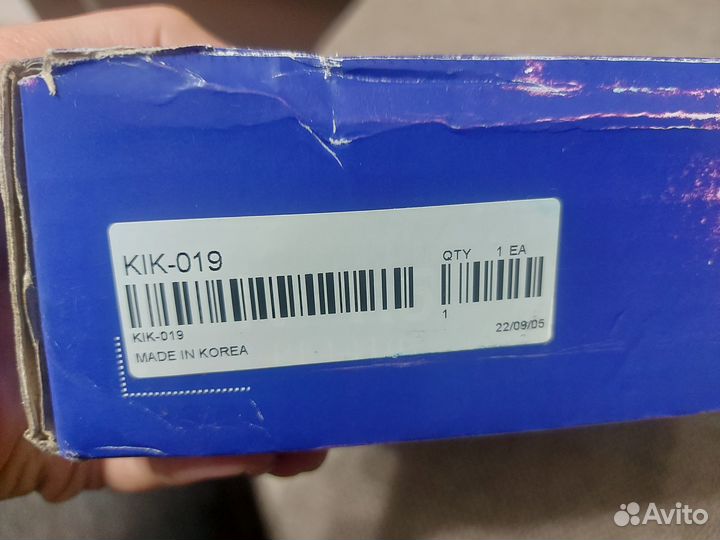 KIK-019
QTY 1 EA
KIK-019
1
22/09/05
MADE IN KOREA
Avito